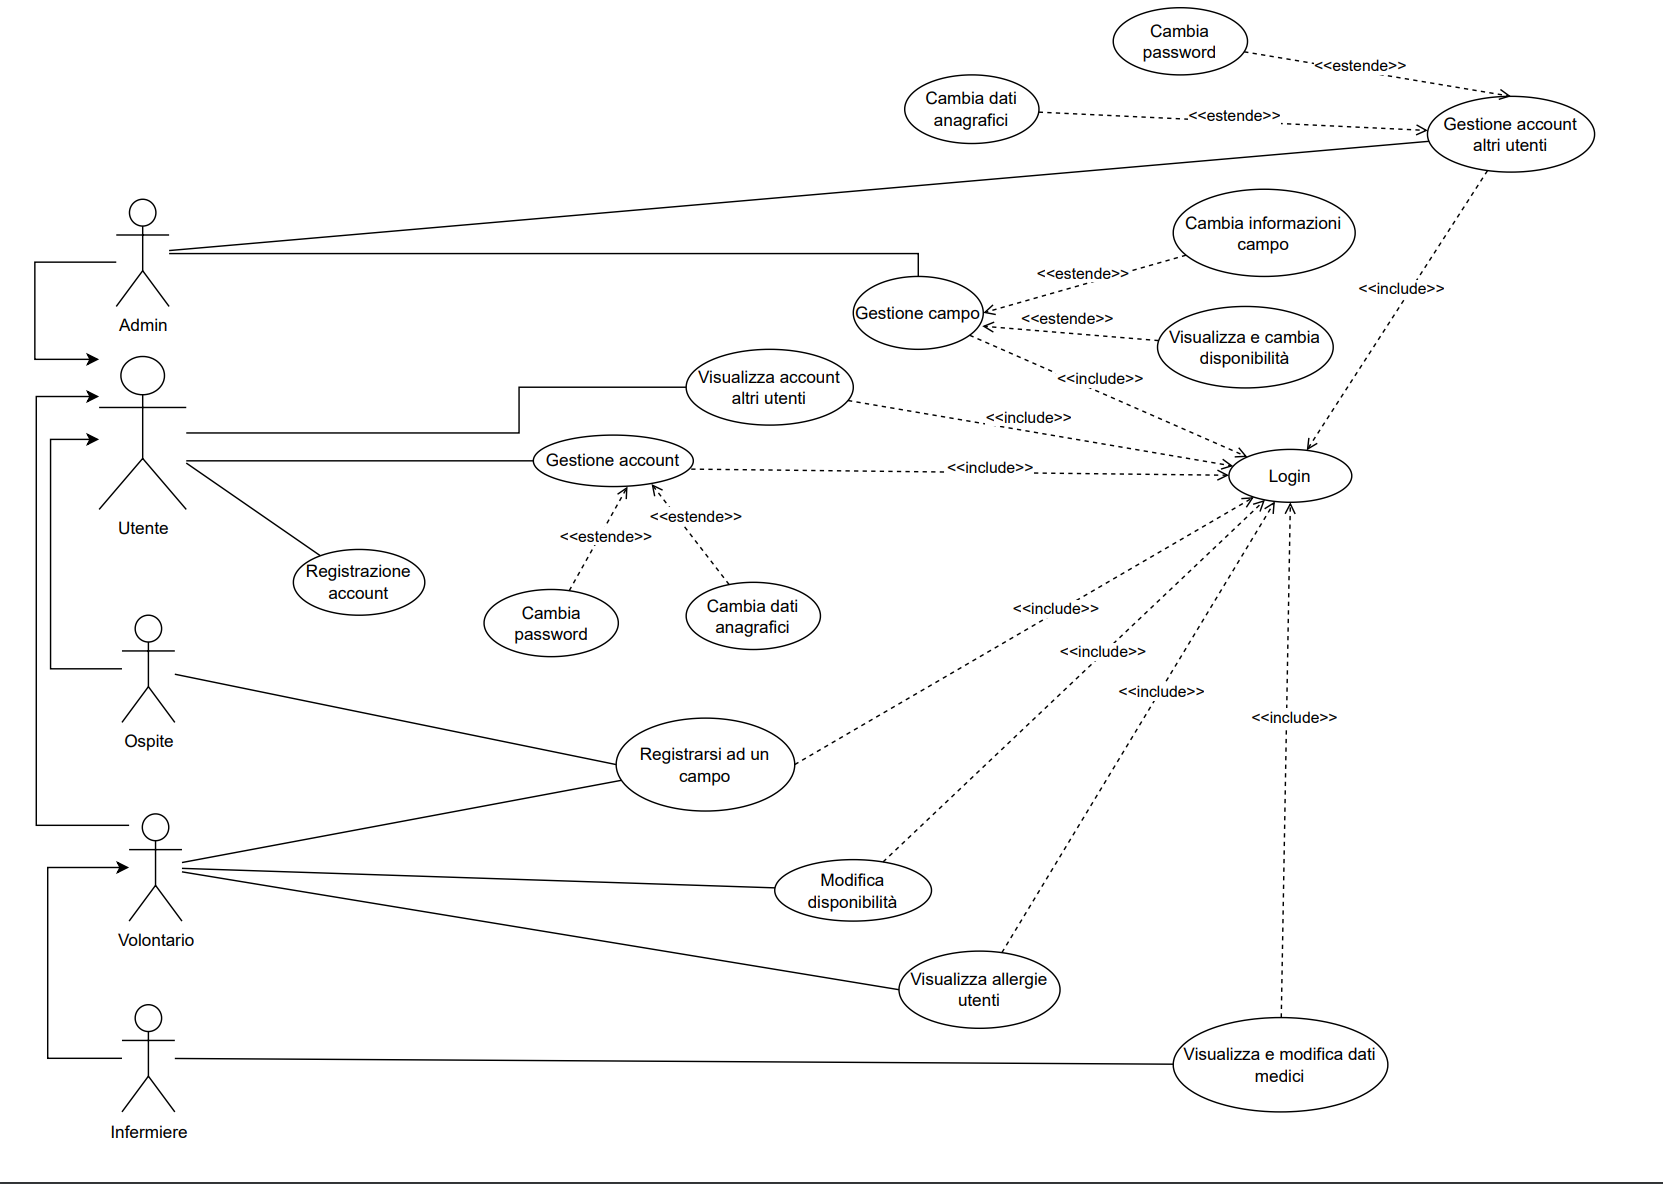 Cambia
password
<<estende>>
Cambia dati
anagrafici
<<estende>>
Gestione account
altri utenti
Cambia informazioni
campo
<<estende>>
<<include>>
Admin
Gestione campo
<<estende>>
Visualizza e cambia
disponibilità
Visualizza account
altri utenti
<<include>>
<<include>>
Gestione account
<<include>>
Login
Utente
<<estende>>
<<estende>>
Registrazione
account
Cambia
password
Cambia dati
anagrafici
<<include>>
<<include>>
<<include>>
<<include>>
Ospite
Registrarsi ad un
campo
Modifica
disponibilità
Volontario
Visualizza allergie
utenti
Visualizza e modifica dati
medici
Infermiere